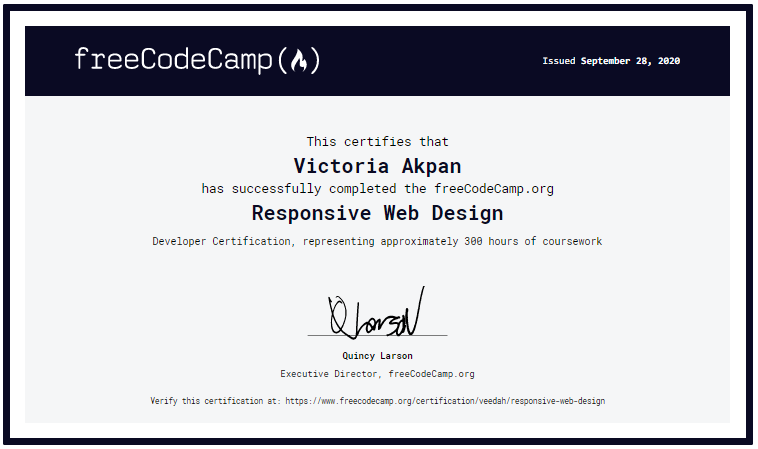 freeCodeCamp
Issued September 28, 2020
This certifies that
Victoria Akpan
has successfully completed the freeCodeCamp.org
Responsive Web Design
Developer Certification, representing approximately 300 hours of coursework
Q Larson
Quincy Larson
Executive Director, freeCodeCamp.org
Verify this certification at: https://www.freecodecamp.org/certification/veedah/responsive-web-design